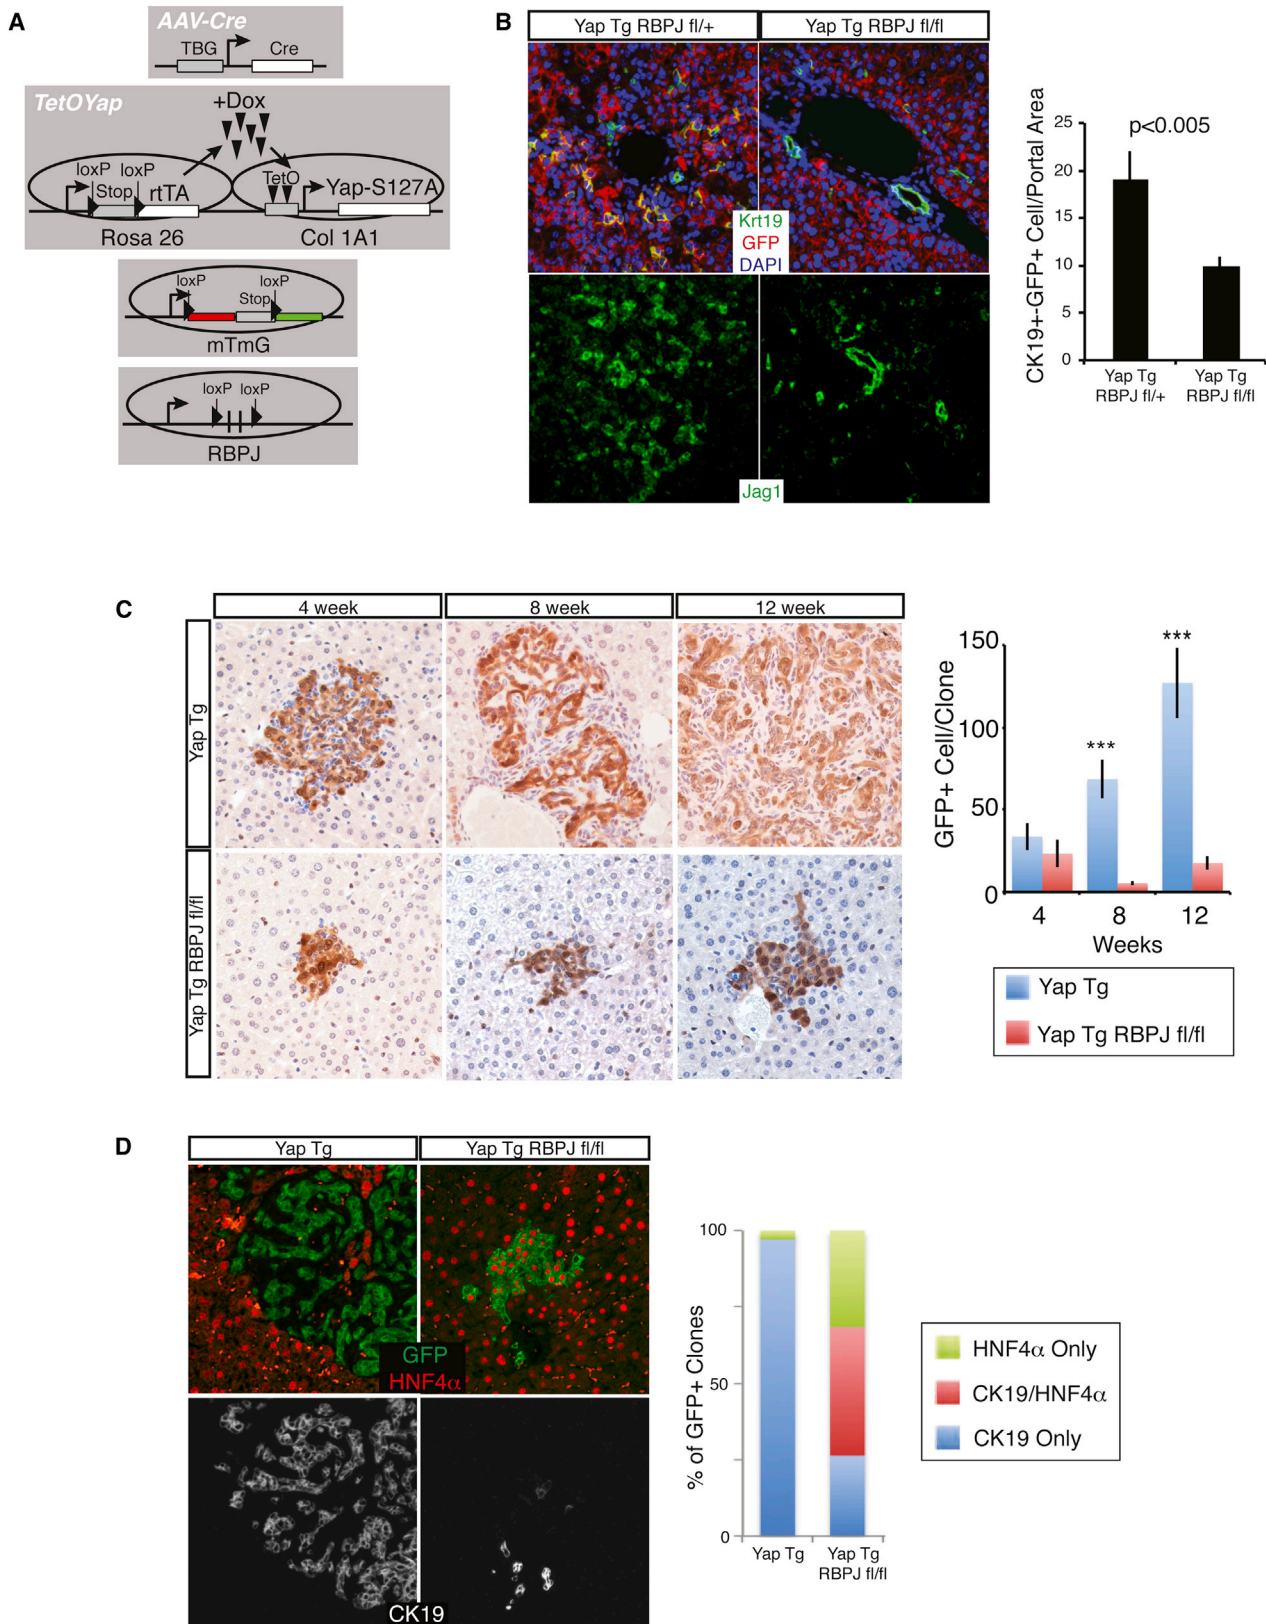 A
AAV-Cre
TBG
Cre
TetOYap
+Dox
loxP
loxP
Stop
rtTA
TetO
Yap-S127A
Rosa 26
Col 1A1
loxP
loxP
Stop
mTmG
loxP
loxP
RBPJ
B
Yap Tg RBPJ fl/+
Yap Tg RBPJ fl/fl
Krt19
GFP
DAPI
Jag1
CK19+-GFP+ Cell/Portal Area
25
20
15
10
5
0
p<0.005
Yap Tg
RBPJ fl/+
Yap Tg
RBPJ fl/fl
C
4 week
8 week
12 week
Yap Tg
Yap Tg RBPJ fl/fl
GFP+ Cell/Clone
150
100
50
0
***
***
4
8
12
Weeks
Yap Tg
Yap Tg RBPJ fl/fl
D
Yap Tg
Yap Tg RBPJ fl/fl
GFP
HNF4α
CK19
% of GFP+ Clones
100
50
0
Yap Tg
Yap Tg
RBPJ fl/fl
HNF4α Only
CK19/HNF4α
CK19 Only